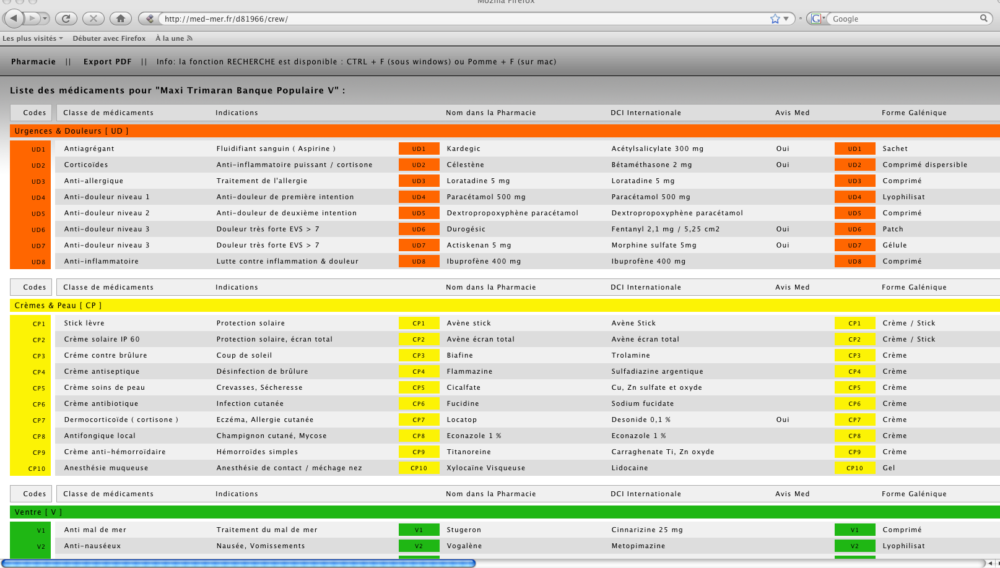 Mozilla Firefox
http://med-mer.fr/d81966/crew/
Google
Les plus visités Débuter avec Firefox À la une
Pharmacie || Export PDF || Info: la fonction RECHERCHE est disponible : CTRL + F (sous windows) ou Pomme + F (sur mac)
Liste des médicaments pour "Maxi Trimaran Banque Populaire V" :
Codes Classe de médicaments Indications Nom dans la Pharmacie DCI Internationale Avis Med Forme Galénique
Urgences & Douleurs [ UD ]
UD1 Antiagrégant Fluidifiant sanguin ( Aspirine ) UD1 Kardegic Acétylsalicylate 300 mg Oui UD1 Sachet
UD2 Corticoïdes Anti-inflammatoire puissant / cortisone UD2 Célestène Bétaméthasone 2 mg Oui UD2 Comprimé dispersible
UD3 Anti-allergique Traitement de l'allergie UD3 Loratadine 5 mg Loratadine 5 mg UD3 Comprimé
UD4 Anti-douleur niveau 1 Anti-douleur de première intention UD4 Paracétamol 500 mg Paracétamol 500 mg UD4 Lyophilisat
UD5 Anti-douleur niveau 2 Anti-douleur de deuxième intention UD5 Dextropropoxyphène paracétamol Dextropropoxyphène paracétamol UD5 Comprimé
UD6 Anti-douleur niveau 3 Douleur très forte EVS > 7 UD6 Durogésic Fentanyl 2,1 mg / 5,25 cm2 Oui UD6 Patch
UD7 Anti-douleur niveau 3 Douleur très forte EVS > 7 UD7 Actiskenan 5 mg Morphine sulfate 5mg Oui UD7 Gélule
UD8 Anti-inflammatoire Lutte contre inflammation & douleur UD8 Ibuprofène 400 mg Ibuprofène 400 mg UD8 Comprimé
Codes Classe de médicaments Indications Nom dans la Pharmacie DCI Internationale Avis Med Forme Galénique
Crèmes & Peau [ CP ]
CP1 Stick lèvre Protection solaire CP1 Avène stick Avène Stick CP1 Crème / Stick
CP2 Crème solaire IP 60 Protection solaire, écran total CP2 Avène écran total Avène écran total CP2 Crème / Stick
CP3 Créme contre brûlure Coup de soleil CP3 Biafine Trolamine CP3 Crème
CP4 Crème antiseptique Désinfection de brûlure CP4 Flammazine Sulfadiazine argentique CP4 Crème
CP5 Crème soins de peau Crevasses, Sécheresse CP5 Cicalfate Cu, Zn sulfate et oxyde CP5 Crème
CP6 Crème antibiotique Infection cutanée CP6 Fucidine Sodium fucidate CP6 Crème
CP7 Dermocorticoïde ( cortisone ) Eczéma, Allergie cutanée CP7 Locatop Desonide 0,1 % Oui CP7 Crème
CP8 Antifongique local Champignon cutané, Mycose CP8 Econazole 1 % Econazole 1 % CP8 Crème
CP9 Crème anti-hémorroïdaire Hémorroïdes simples CP9 Titanoreine Carraghenate Ti, Zn oxyde CP9 Crème
CP10 Anesthésie muqueuse Anesthésie de contact / méchage nez CP10 Xylocaïne Visqueuse Lidocaine CP10 Gel
Codes Classe de médicaments Indications Nom dans la Pharmacie DCI Internationale Avis Med Forme Galénique
Ventre [ V ]
V1 Anti mal de mer Traitement du mal de mer V1 Stugeron Cinnarizine 25 mg V1 Comprimé
V2 Anti-nauséeux Nausée, Vomissements V2 Vogalène Metopimazine V2 Lyophilisat